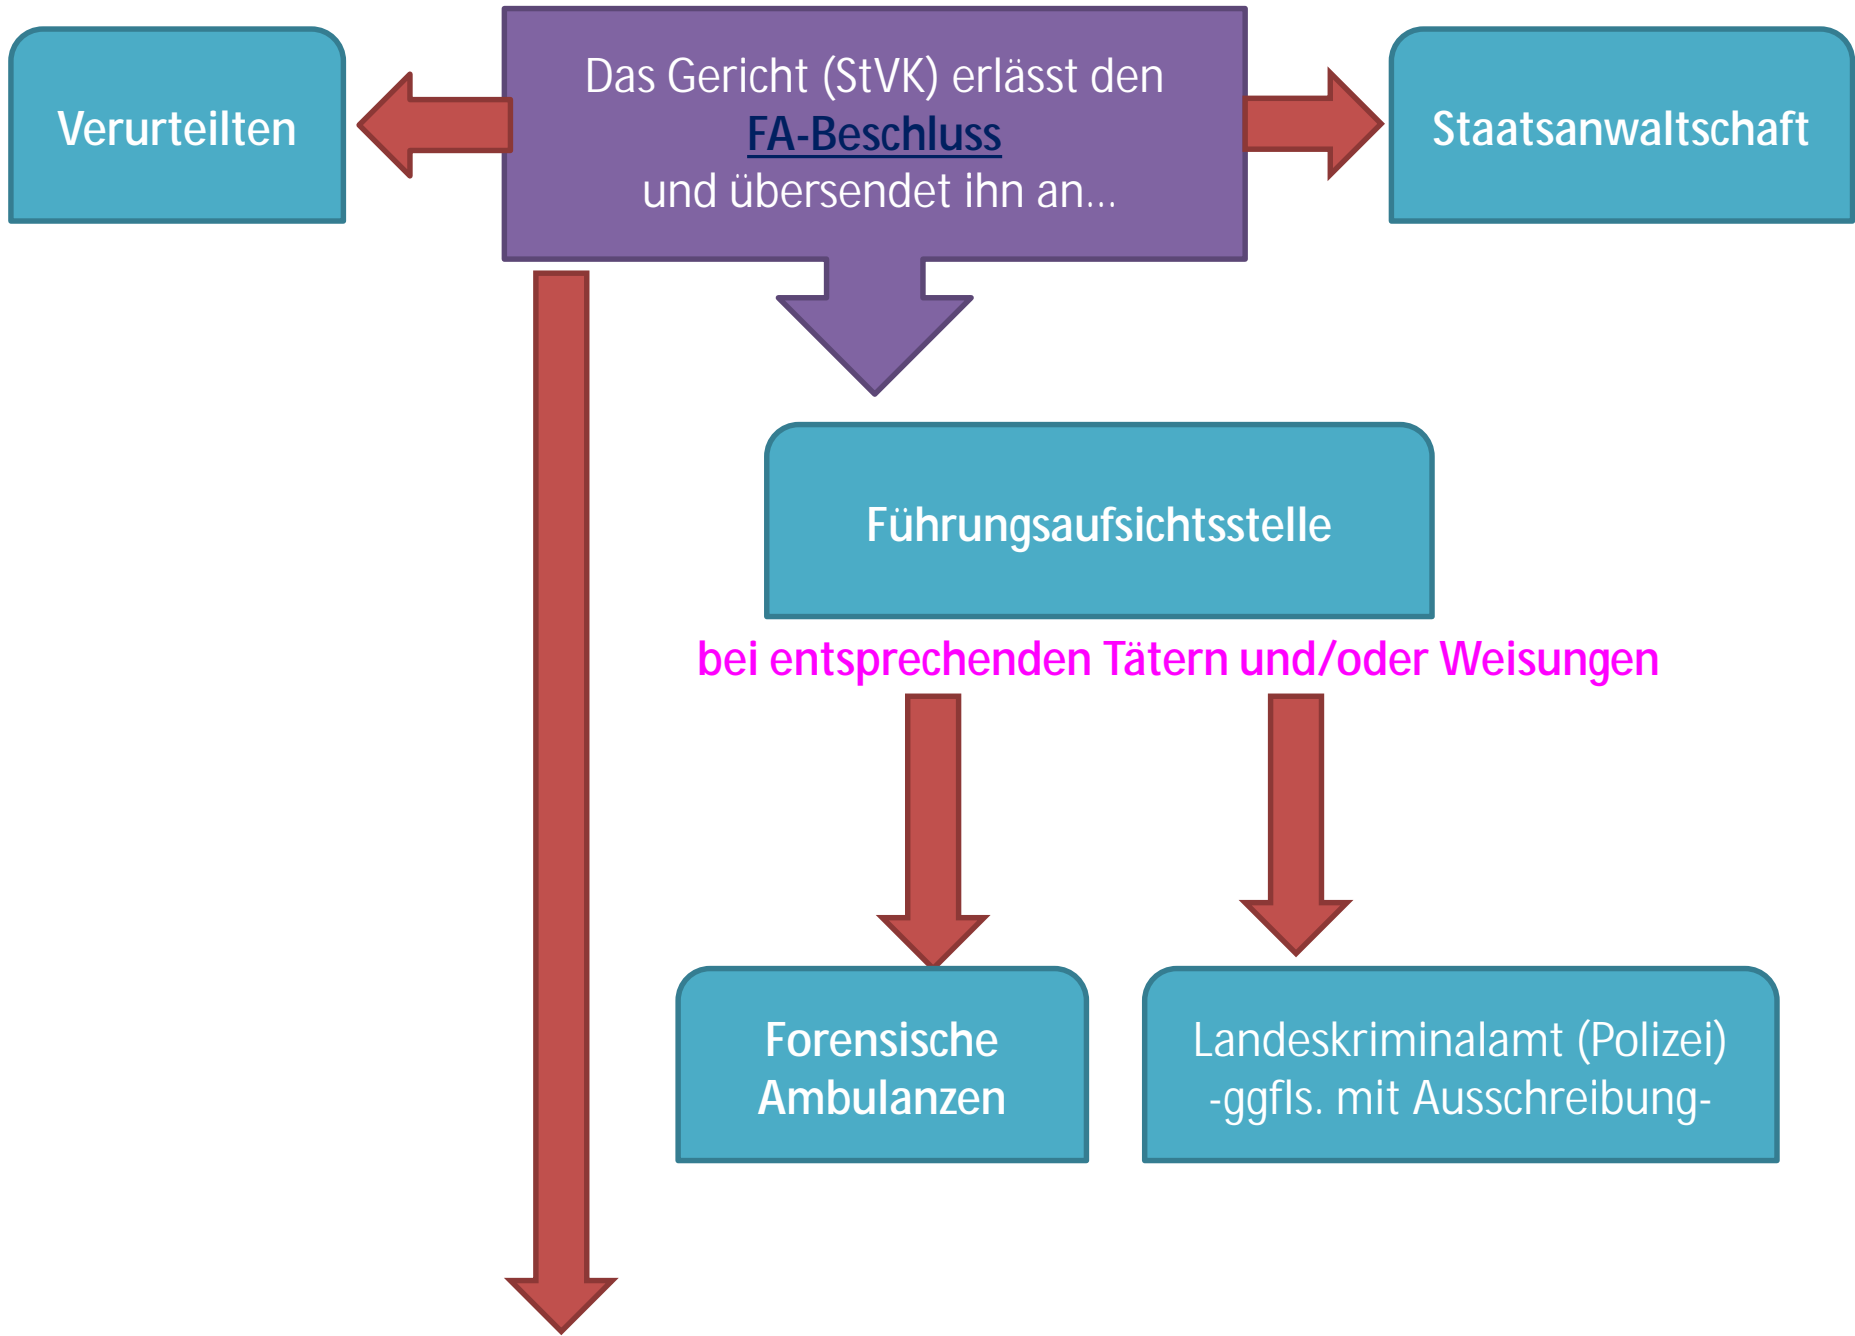 Verurteilten
Das Gericht (StVK) erlässt den
FA-Beschluss
und übersendet ihn an...
Staatsanwaltschaft
Führungsaufsichtsstelle
bei entsprechenden Tätern und/oder Weisungen
Forensische
Ambulanzen
Landeskriminalamt (Polizei)
-ggfls. mit Ausschreibung-